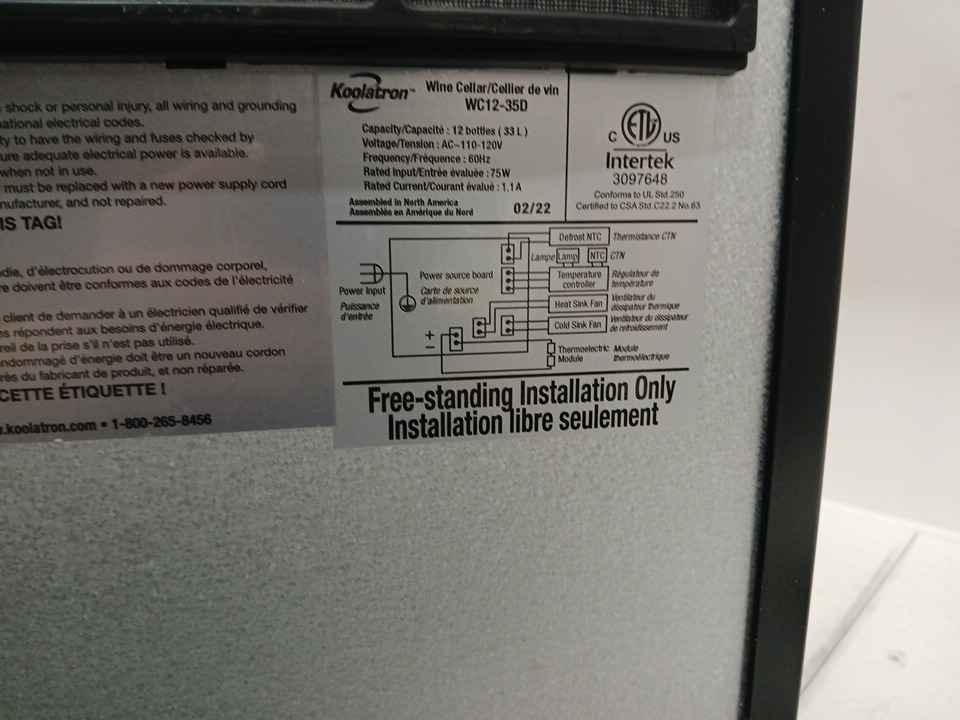 shock or personal injury, all wiring and grounding
ational electrical codes.
ty to have the wiring and fuses checked by
ure adequate electrical power is available.
when not in use.
must be replaced with a new power supply cord
nufacturer, and not repaired.
IS TAG!
die, d'électrocution ou de dommage corporel,
re doivent être conformes aux codes de l'électricité
client de demander à un électricien qualifié de vérifier
es répondent aux besoins d'énergie électrique.
reil de la prise s'il n'est pas utilisé.
ndommagé d'énergie doit être un nouveau cordon
rès du fabricant de produit, et non réparée.
CETTE ÉTIQUETTE !
.koolatron.com • 1-800-265-8456
Koolatron™
Wine Cellar/Cellier de vin
WC12-35D
Capacity/Capacité : 12 bottles ( 33 L )
Voltage/Tension : AC~110-120V
Frequency/Fréquence : 60Hz
Rated Input/Entrée évaluée : 75W
Rated Current/Courant évalué : 1.1A
Assembled in North America
Assemblés en Amérique du Nord
02/22
C ETL US
Intertek
3097648
Conforms to UL Std.250
Certified to CSA Std.C22.2 No.63
Defrost NTC Thermistance CTN
Lampe Lamp NTC CTN
Power source board
Carte de source
d'alimentation
Temperature
controller
Régulateur de
température
Power Input
Puissance
d'entrée
Heat Sink Fan
Ventilateur du
dissipateur thermique
Cold Sink Fan
Ventilateur du dissipateur
de refroidissement
+
−
Thermoelectric
Module
Module
thermoélectrique
Free-standing Installation Only
Installation libre seulement